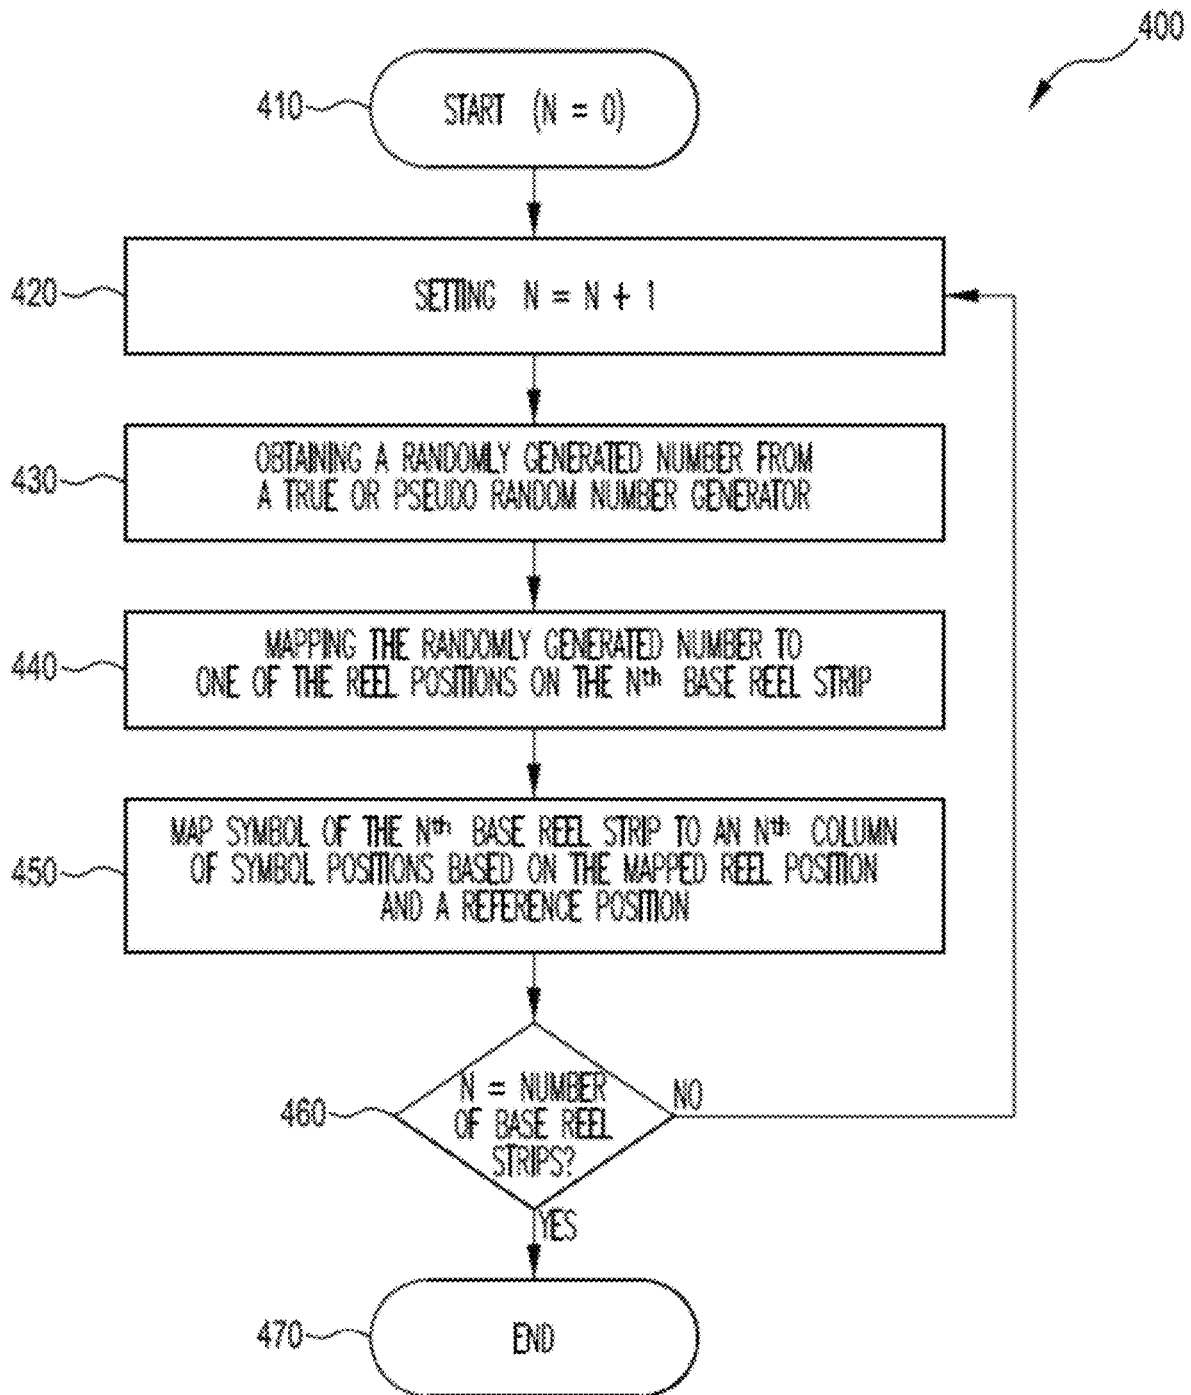 400
410
START (N = 0)
420
SETTING N = N + 1
430
OBTAINING A RANDOMLY GENERATED NUMBER FROM
A TRUE OR PSEUDO RANDOM NUMBER GENERATOR
440
MAPPING THE RANDOMLY GENERATED NUMBER TO
ONE OF THE REEL POSITIONS ON THE Nth BASE REEL STRIP
450
MAP SYMBOL OF THE Nth BASE REEL STRIP TO AN Nth COLUMN
OF SYMBOL POSITIONS BASED ON THE MAPPED REEL POSITION
AND A REFERENCE POSITION
460
N = NUMBER
OF BASE REEL
STRIPS?
NO
YES
470
END